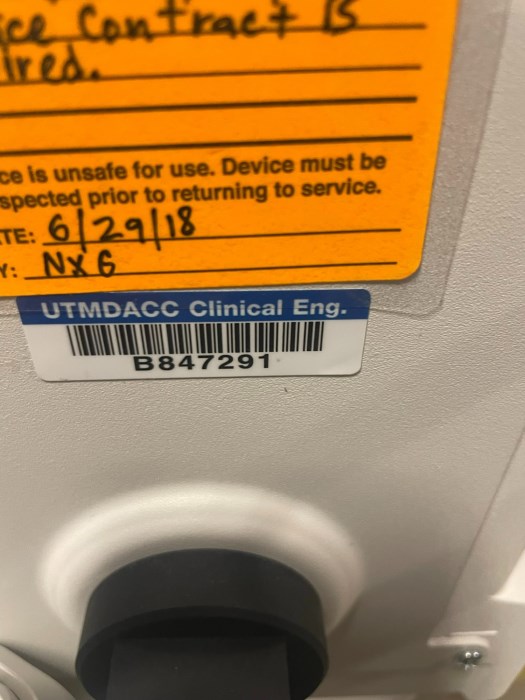 ice Contract is
ired.
ce is unsafe for use. Device must be
spected prior to returning to service.
TE: 6/29/18
Y: NXG
UTMDACC Clinical Eng.
B847291